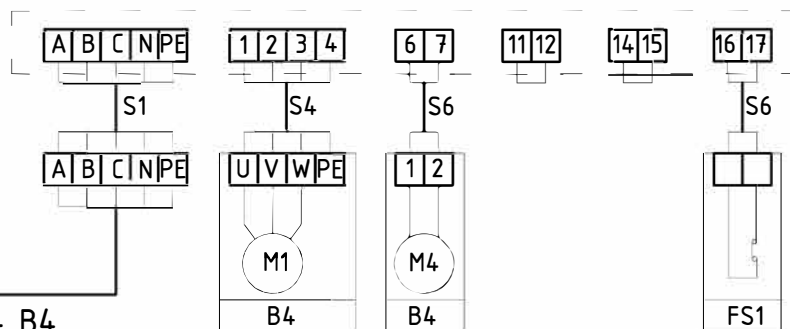 A B C N PE 1 2 3 4 6 7 11 12 14 15 16 17
S1 S4 S6 S6
A B C N PE U V W PE 1 2
M1 M4
B4 B4 B4 FS1